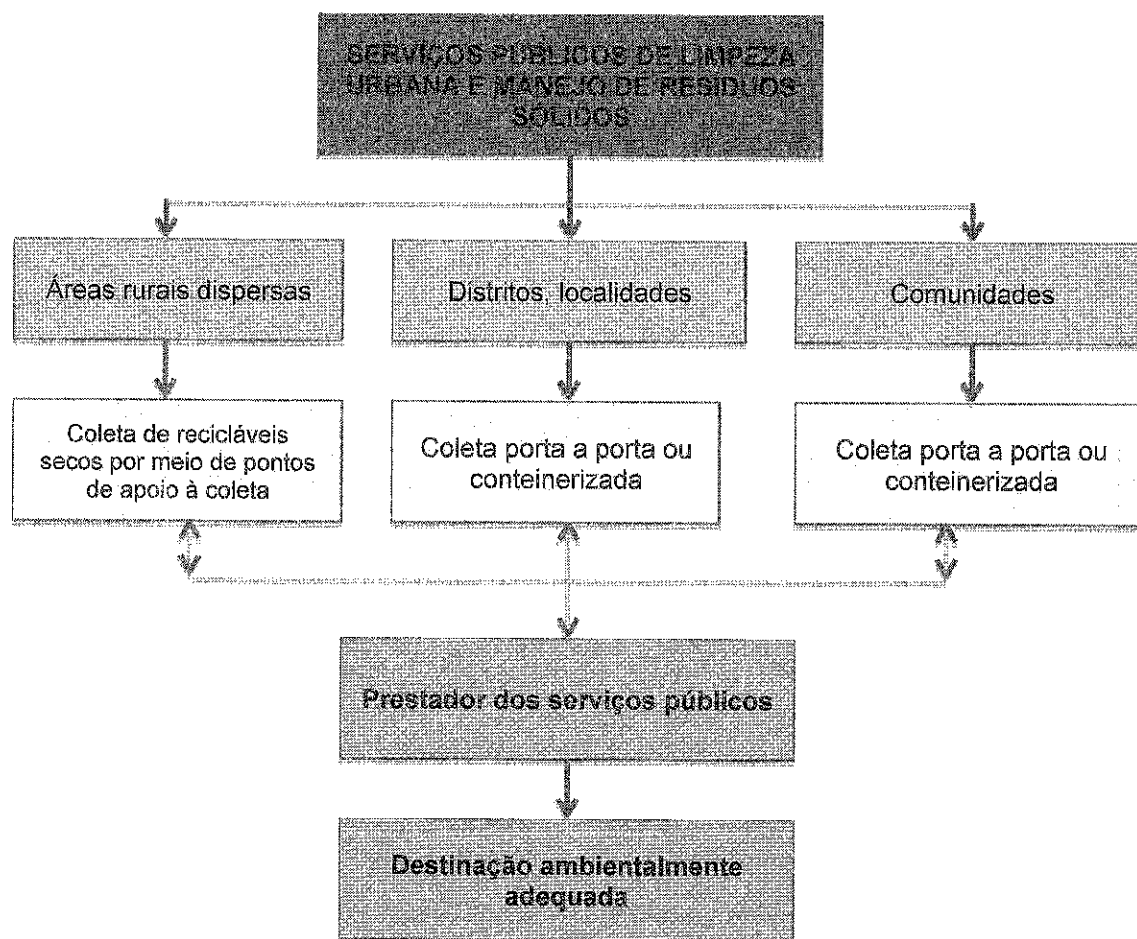 SERVIÇOS PÚBLICOS DE LIMPEZA
URBANA E MANEJO DE RESÍDUOS
SÓLIDOS
Áreas rurais dispersas
Distritos, localidades
Comunidades
Coleta de recicláveis
secos por meio de pontos
de apoio à coleta
Coleta porta a porta ou
conteinerizada
Coleta porta a porta ou
conteinerizada
Prestador dos serviços públicos
Destinação ambientalmente
adequada